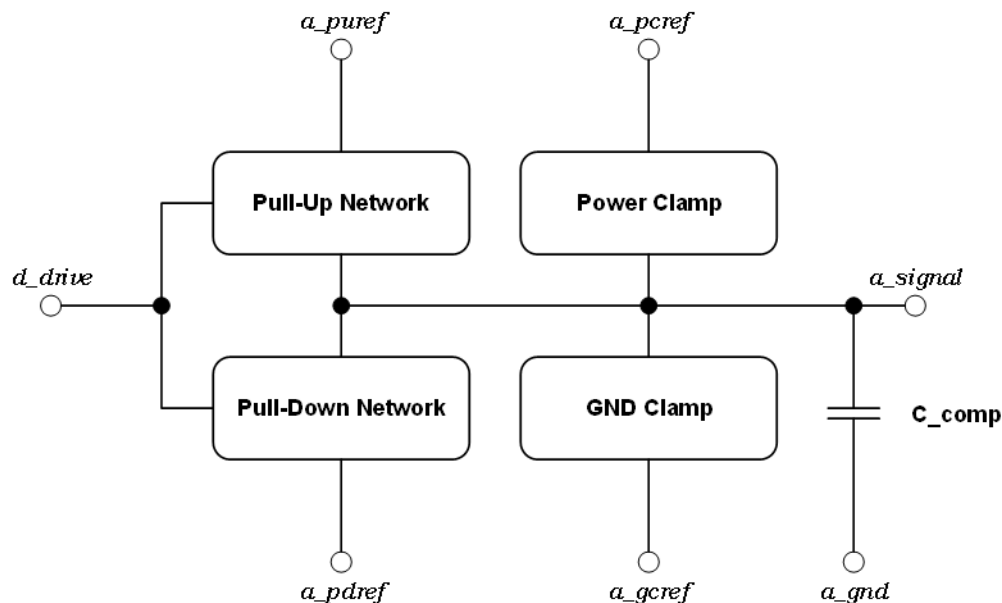 a_puref
a_pcref
Pull-Up Network
Power Clamp
d_drive
a_signal
Pull-Down Network
GND Clamp
C_comp
a_pdref
a_gcref
a_gnd